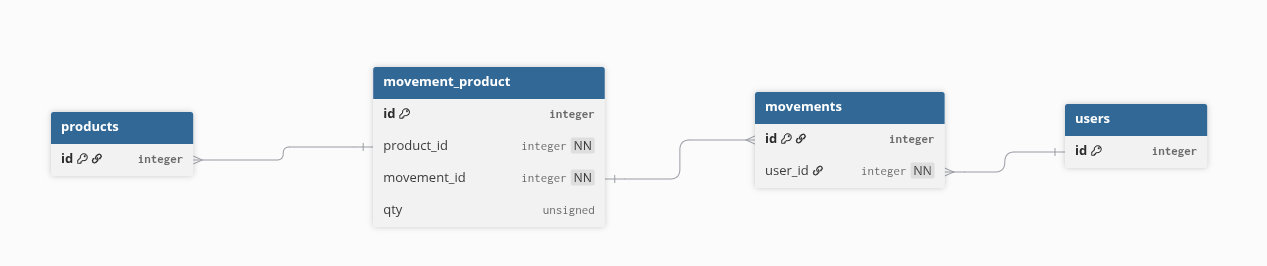 products
id integer
movement_product
id integer
product_id integer NN
movement_id integer NN
qty unsigned
movements
id integer
user_id integer NN
users
id integer